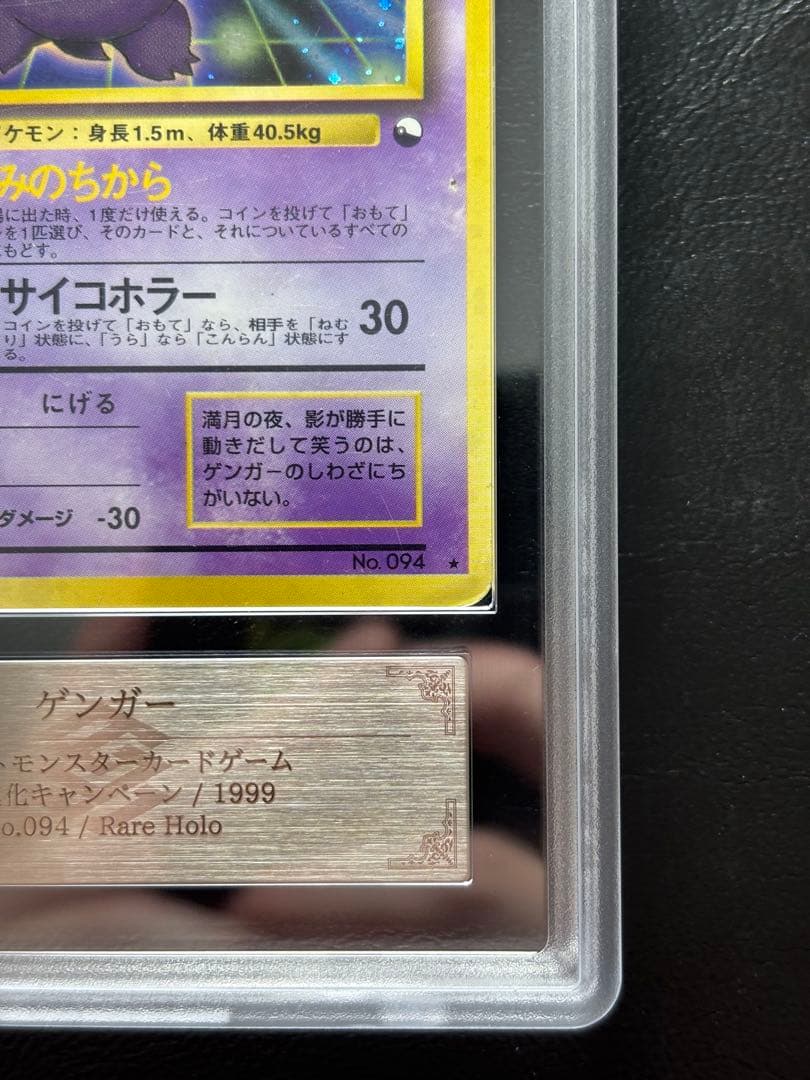 ケモン：身長1.5m、体重40.5kg
みのちから
場に出た時、1度だけ使える。コインを投げて「おもて」
を1匹選び、そのカードと、それについているすべての
もどす。
サイコホラー 30
コインを投げて「おもて」なら、相手を「ねむ
り」状態に、「うら」なら「こんらん」状態にす
る。
にげる
満月の夜、影が勝手に
動きだして笑うのは、
ゲンガーのしわざにち
がいない。
ダメージ -30
No. 094 ★
ゲンガー
トモンスターカードゲーム
化キャンペーン / 1999
o.094 / Rare Holo